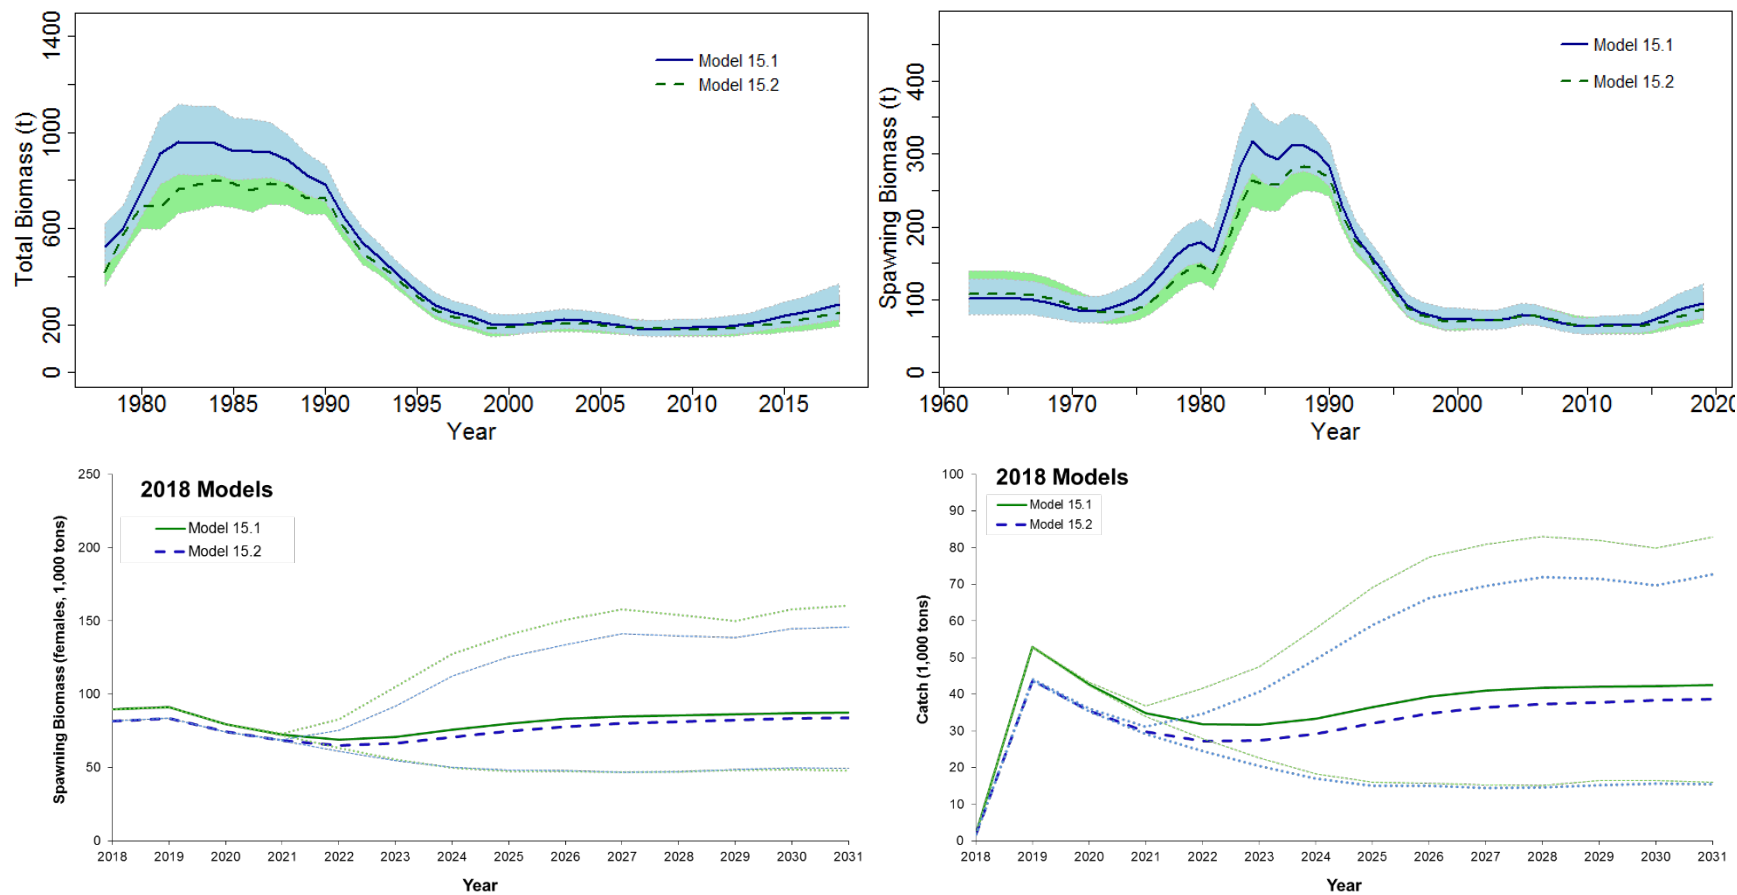 Total Biomass (t)
1400
1000
600
200
0
Model 15.1
Model 15.2
1980 1985 1990 1995 2000 2005 2010 2015
Year
Spawning Biomass (t)
400
300
200
100
0
Model 15.1
Model 15.2
1960 1970 1980 1990 2000 2010 2020
Year
2018 Models
Model 15.1
Model 15.2
Spawning Biomass (females, 1,000 tons)
250
200
150
100
50
0
2018 2019 2020 2021 2022 2023 2024 2025 2026 2027 2028 2029 2030 2031
Year
2018 Models
Model 15.1
Model 15.2
Catch (1,000 tons)
100
90
80
70
60
50
40
30
20
10
0
2018 2019 2020 2021 2022 2023 2024 2025 2026 2027 2028 2029 2030 2031
Year